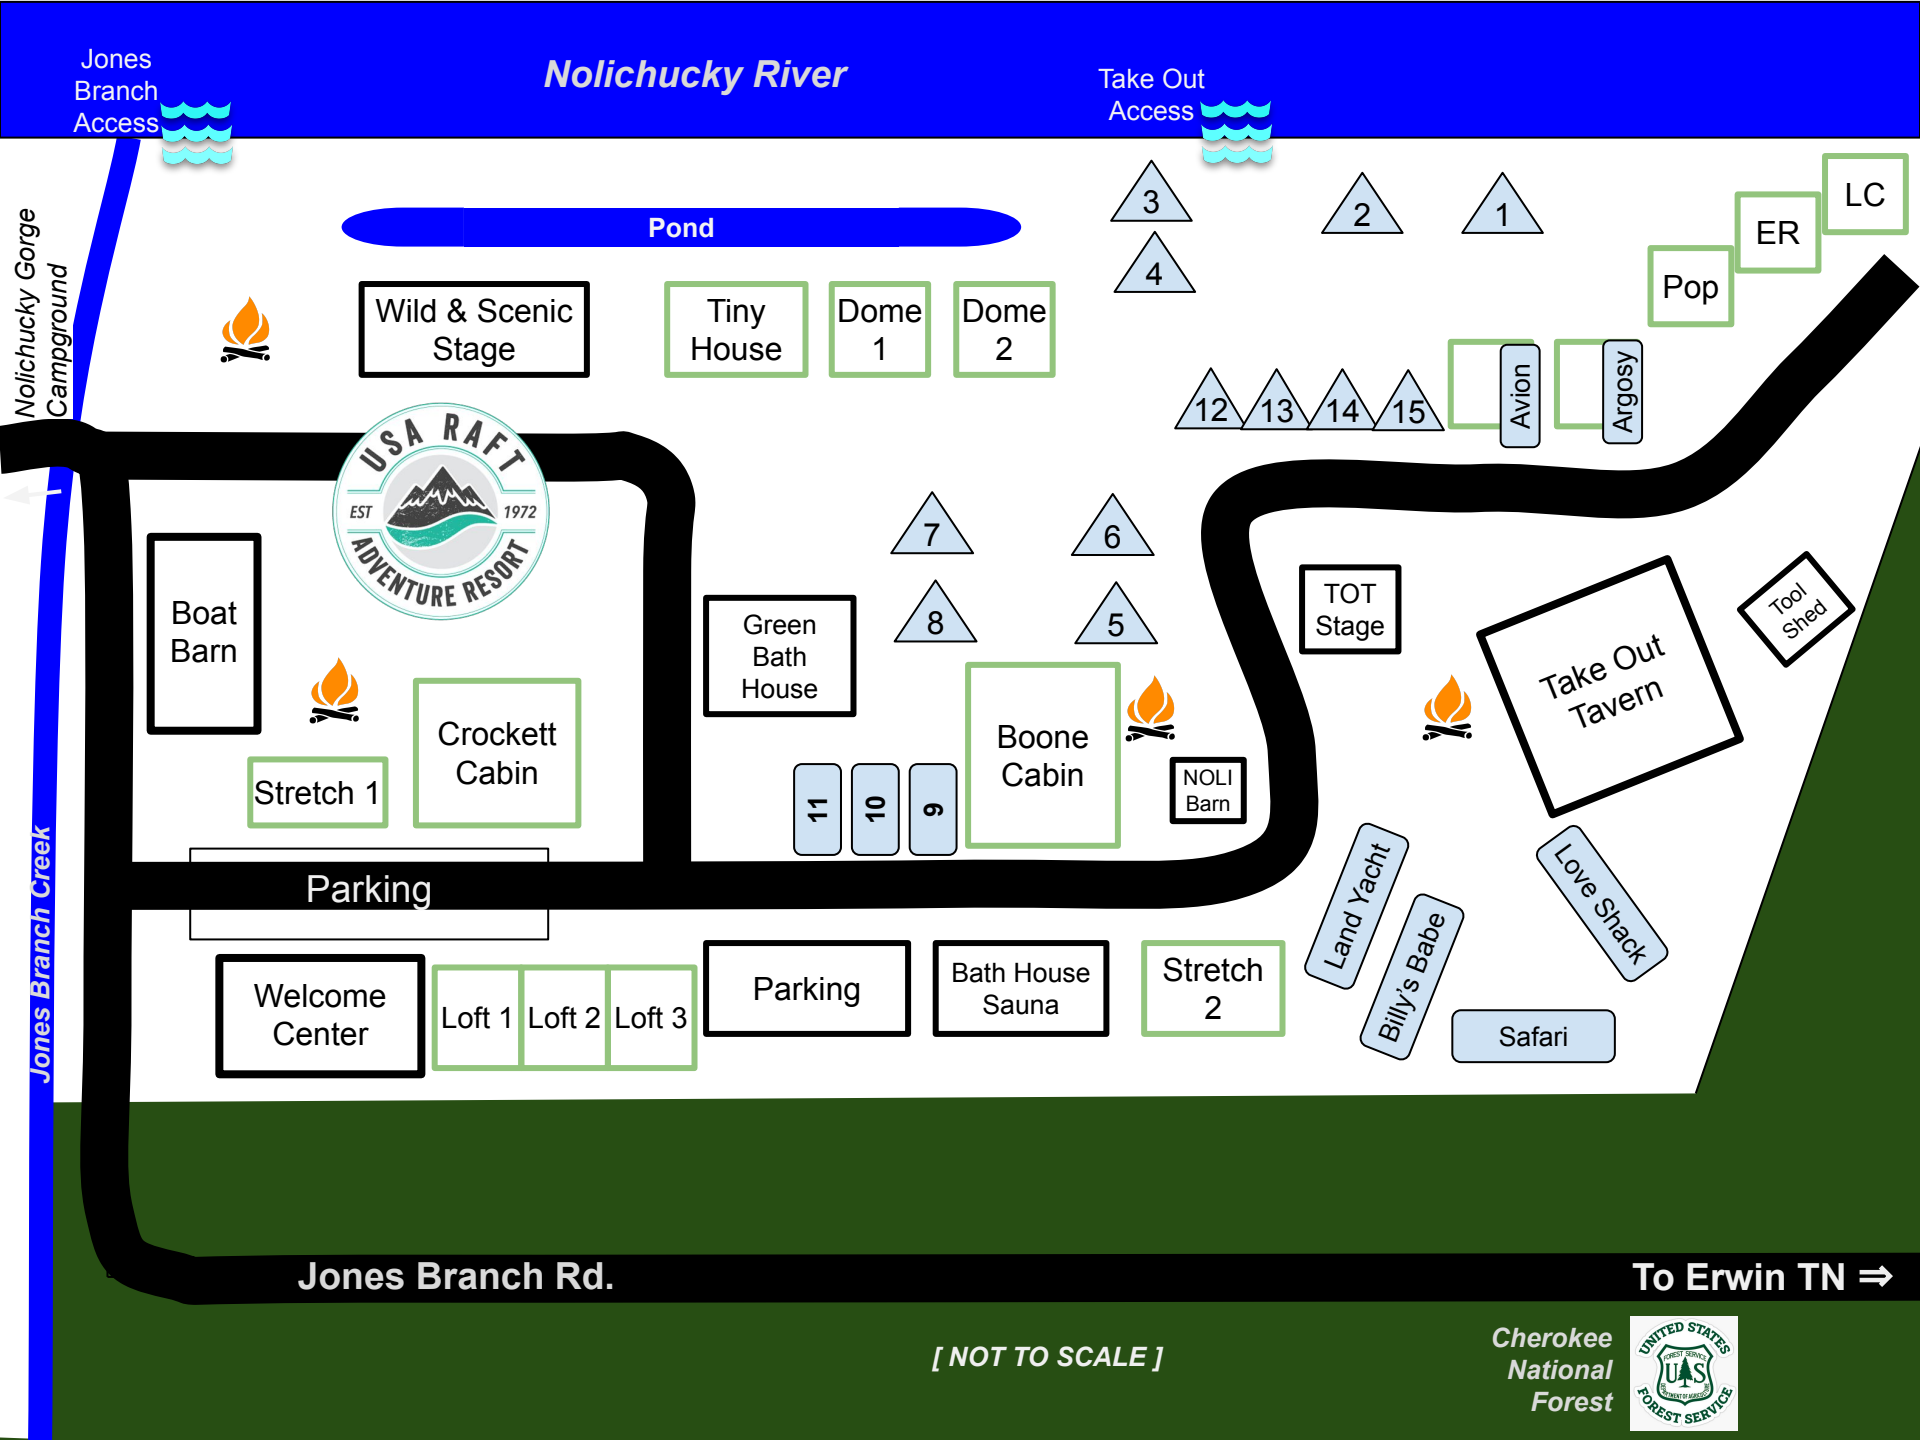 Jones
Branch
Access
Nolichucky River
Take Out
Access
Nolichucky Gorge
Campground
Pond
3
2
1
4
LC
ER
Pop
Wild & Scenic
Stage
Tiny
House
Dome
1
Dome
2
12
13
14
15
Avion
Argosy
USA RAFT
EST
1972
ADVENTURE RESORT
7
6
8
5
Boat
Barn
Green
Bath
House
TOT
Stage
Take Out
Tavern
Tool
Shed
Crockett
Cabin
Stretch 1
11
10
9
Boone
Cabin
NOLI
Barn
Jones Branch Creek
Parking
Land Yacht
Billy's Babe
Love Shack
Safari
Welcome
Center
Loft 1
Loft 2
Loft 3
Parking
Bath House
Sauna
Stretch
2
Jones Branch Rd.
To Erwin TN ⇒
[ NOT TO SCALE ]
Cherokee
National
Forest
UNITED STATES
FOREST SERVICE
U S
DEPARTMENT OF AGRICULTURE
FOREST SERVICE